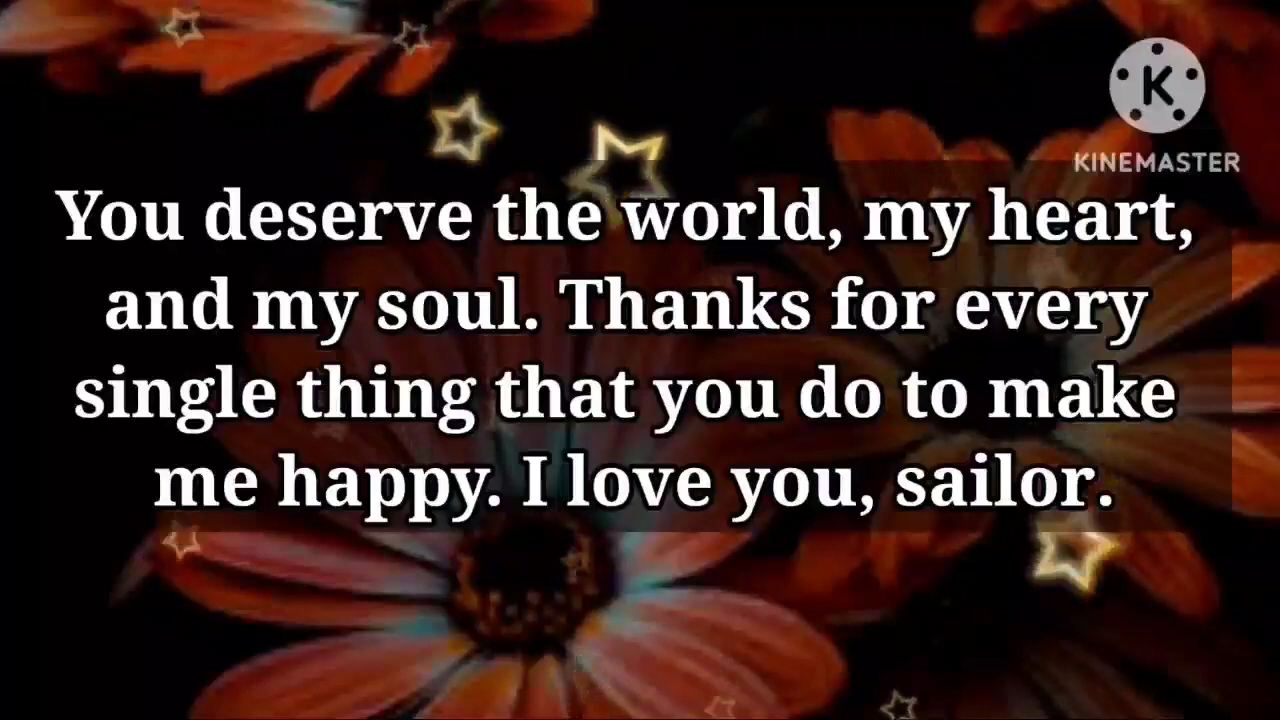 K
KINEMASTER
You deserve the world, my heart,
and my soul. Thanks for every
single thing that you do to make
me happy. I love you, sailor.